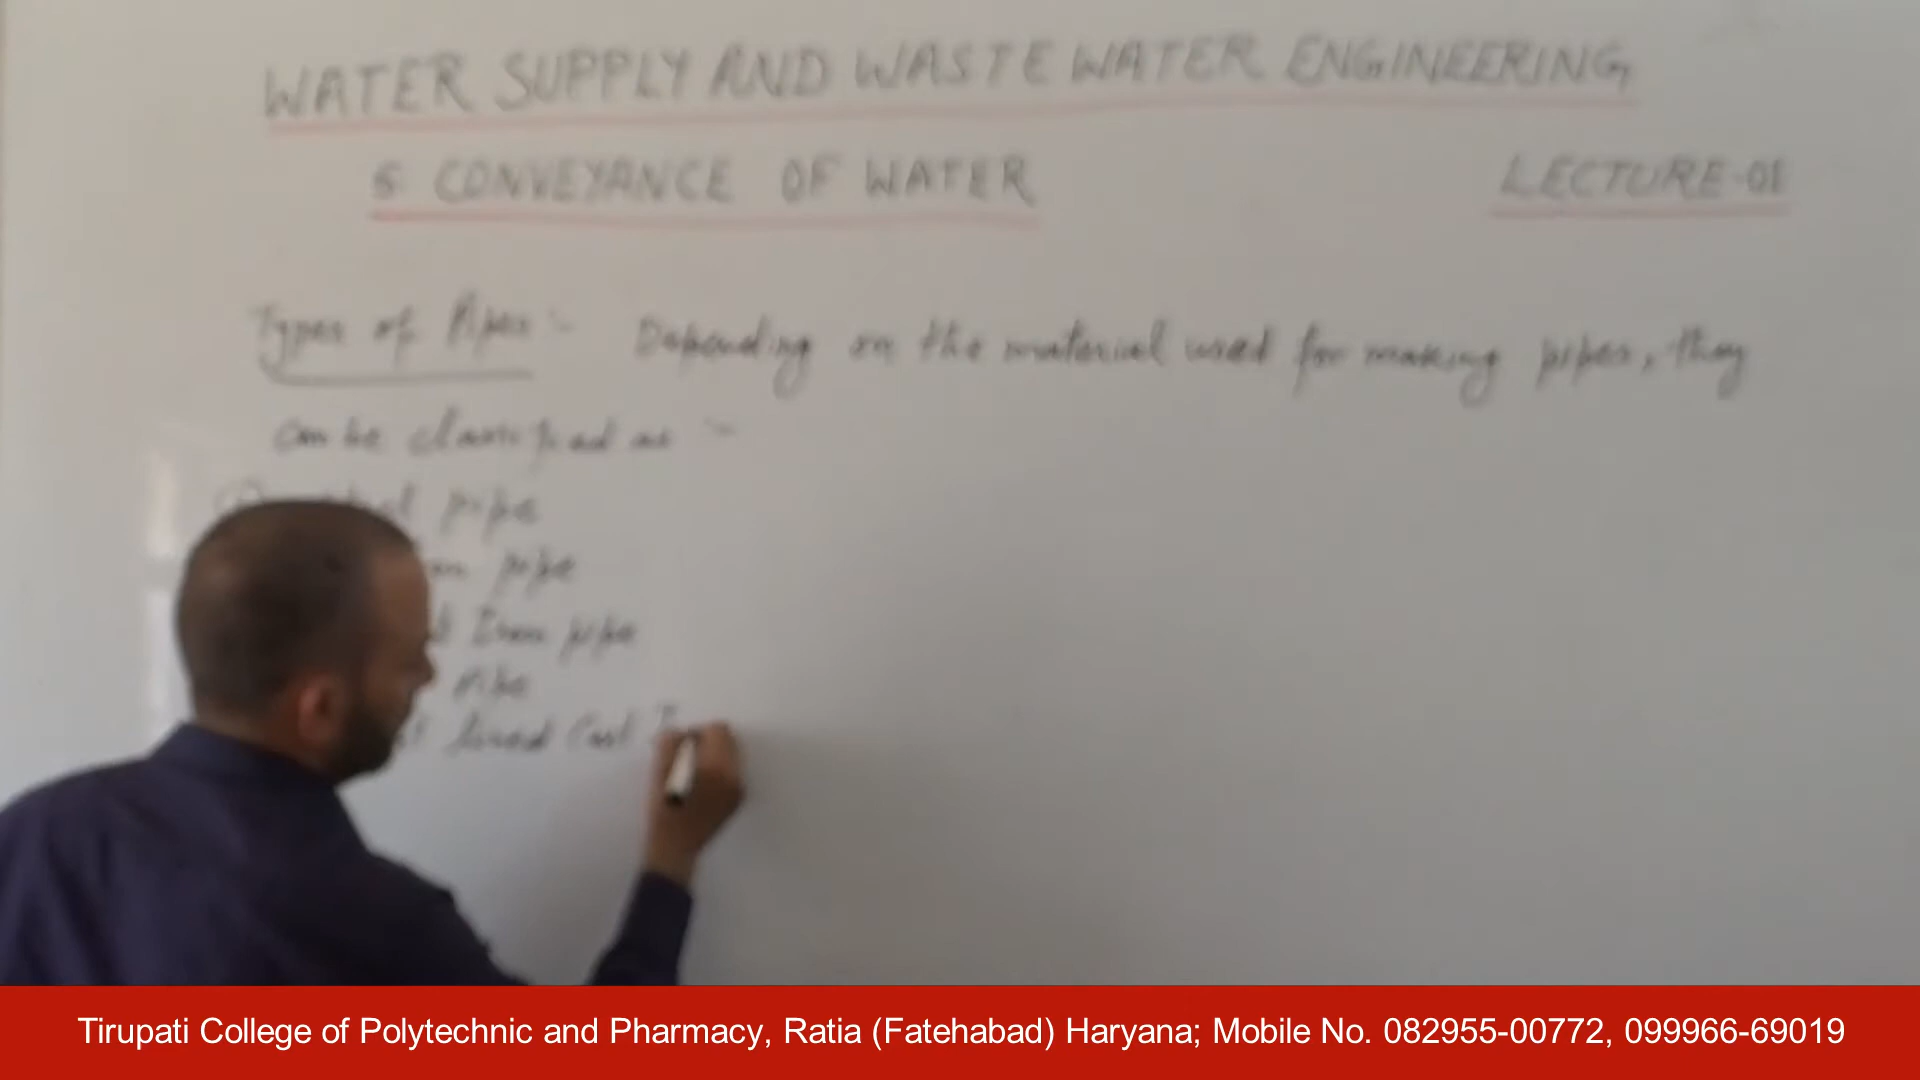 WATER SUPPLY AND WASTE WATER ENGINEERING
5 CONVEYANCE OF WATER
LECTURE-01
Types of Pipes :- Depending on the material used for making pipes, they
can be classified as :-
pipe
pipe
Iron pipe
pipe
lined Cast
Tirupati College of Polytechnic and Pharmacy, Ratia (Fatehabad) Haryana; Mobile No. 082955-00772, 099966-69019